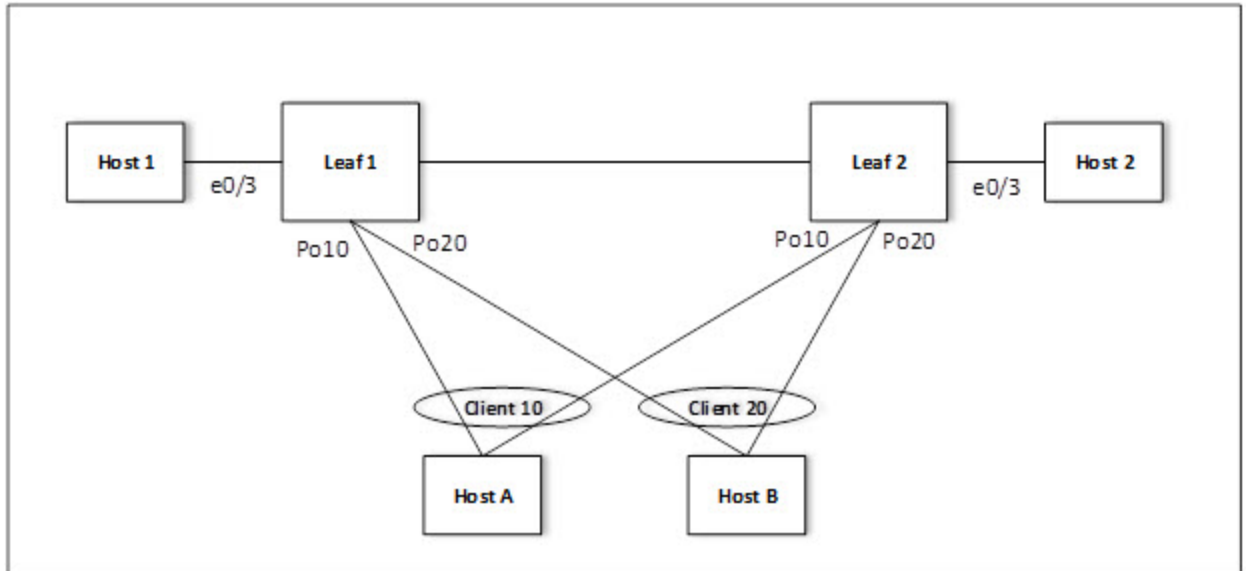 Host 1
Leaf 1
Leaf 2
Host 2
e0/3
e0/3
Po10
Po20
Po10
Po20
Client 10
Client 20
Host A
Host B